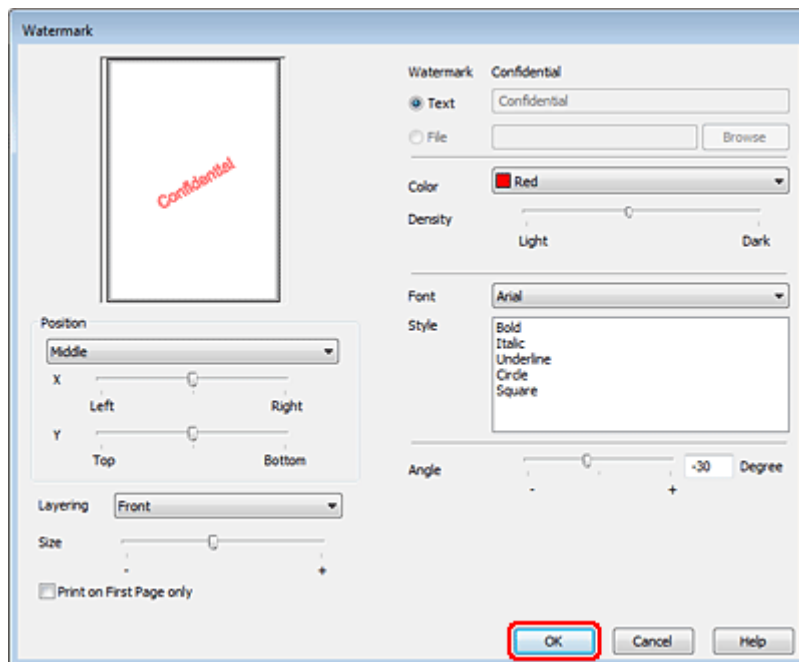 Watermark
Confidential
Watermark Confidential
Text Confidential
File Browse
Color Red
Density
Light Dark
Font Arial
Style Bold
Italic
Underline
Circle
Square
Angle -30 Degree
- +
Position
Middle
X
Left Right
Y
Top Bottom
Layering Front
Size
- +
Print on First Page only
OK Cancel Help